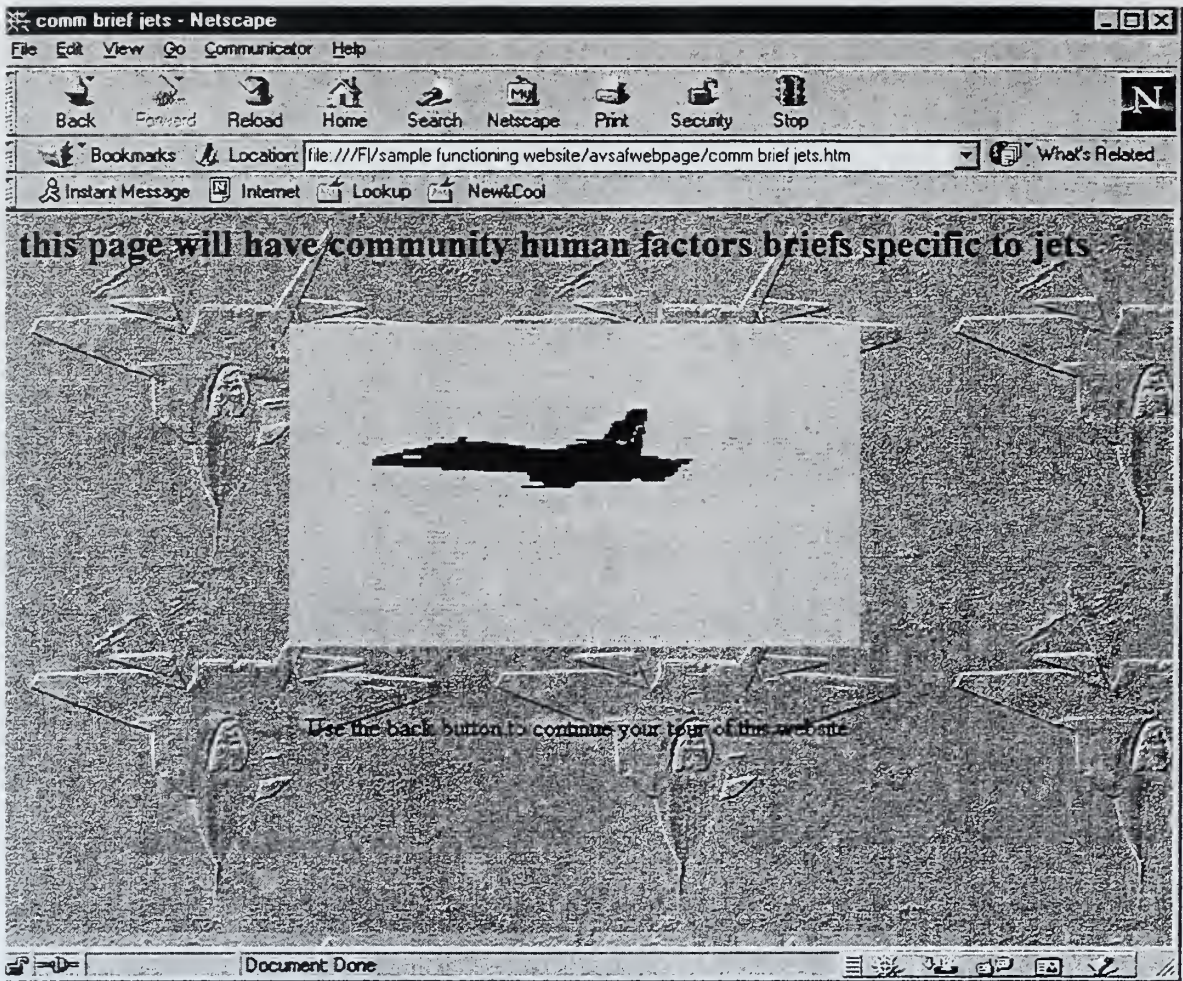 comm brief jets - Netscape
File Edit View Go Communicator Help
Back Forward Reload Home Search Netscape Print Security Stop
My
N
Bookmarks Location: file:///F|/sample functioning website/avsafwebpage/comm brief jets.htm What's Related
Instant Message Internet Lookup New&Cool
this page will have community human factors briefs specific to jets
Use the back button to continue your tour of this website
Document: Done